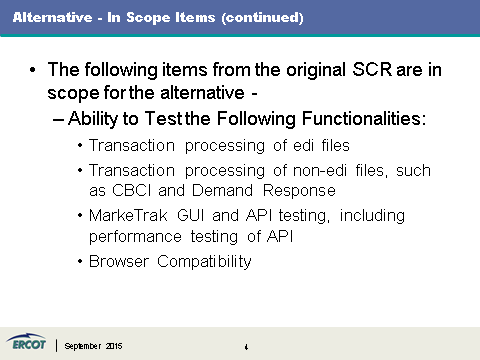 Alternative - In Scope Items (continued)
• The following items from the original SCR are in
scope for the alternative -
– Ability to Test the Following Functionalities:
• Transaction processing of edi files
• Transaction processing of non-edi files, such
as CBCI and Demand Response
• MarkeTrak GUI and API testing, including
performance testing of API
• Browser Compatibility
ERCOT
September 2015
4